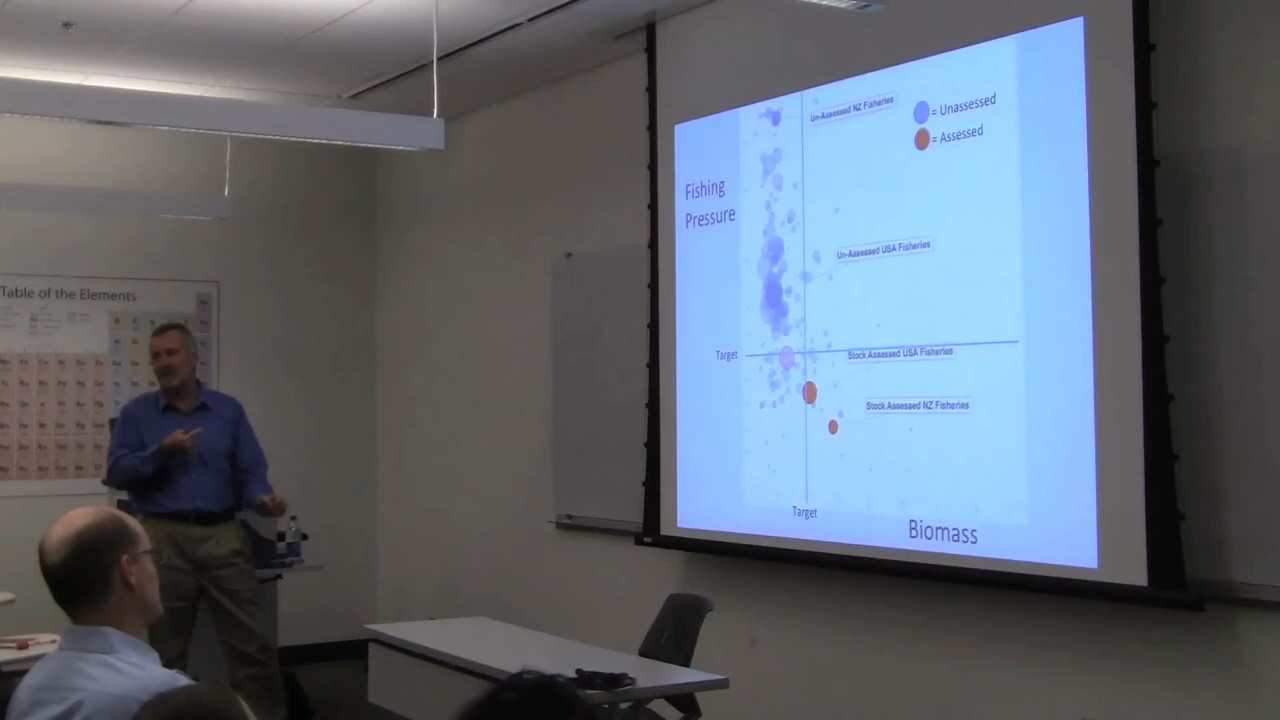 Table of the Elements
Un-Assessed NZ Fisheries
= Unassessed
= Assessed
Fishing
Pressure
Un-Assessed USA Fisheries
Target
Stock Assessed USA Fisheries
Stock Assessed NZ Fisheries
Target
Biomass